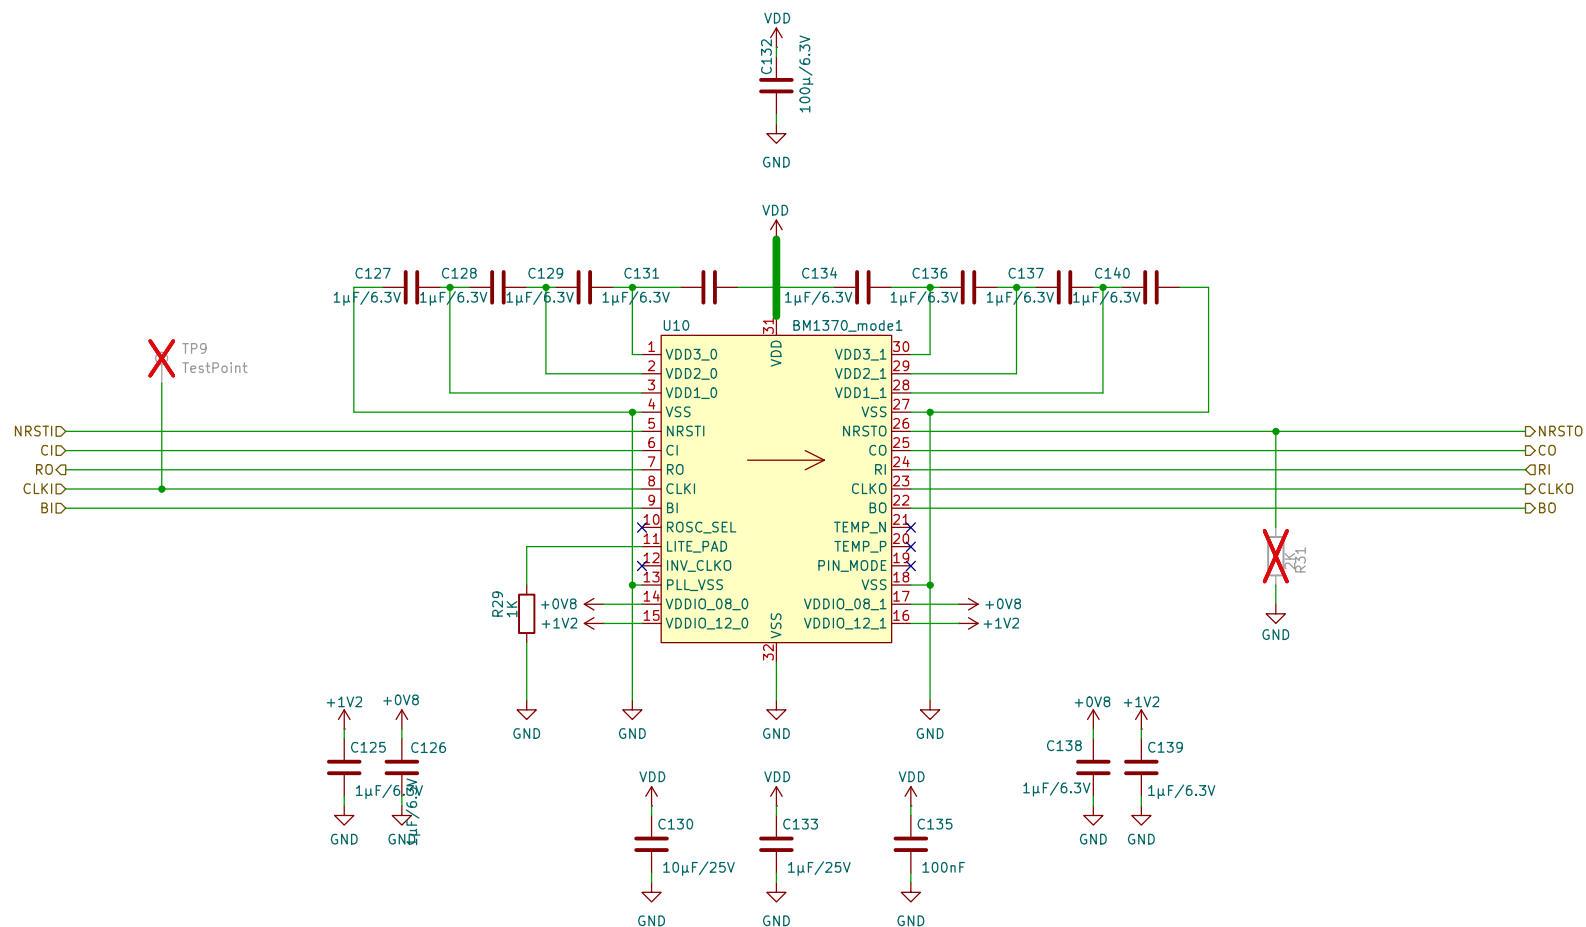 VDD
C132
100µ/6.3V
GND
VDD
C127
1µF/6.3V
C128
1µF/6.3V
C129
1µF/6.3V
C131
1µF/6.3V
C134
1µF/6.3V
C136
1µF/6.3V
C137
1µF/6.3V
C140
1µF/6.3V
U10
BM1370_mode1
31
VDD
TP9
TestPoint
1 VDD3_0
2 VDD2_0
3 VDD1_0
4 VSS
5 NRSTI
6 CI
7 RO
8 CLKI
9 BI
10 ROSC_SEL
11 LITE_PAD
12 INV_CLKO
13 PLL_VSS
14 VDDIO_08_0
15 VDDIO_12_0
VDD3_1 30
VDD2_1 29
VDD1_1 28
VSS 27
NRSTO 26
CO 25
RI 24
CLKO 23
BO 22
TEMP_N 21
TEMP_P 20
PIN_MODE 19
VSS 18
VDDIO_08_1 17
VDDIO_12_1 16
VSS
32
NRSTI
CI
RO
CLKI
BI
NRSTO
CO
RI
CLKO
BO
R29
1K
+0V8
+1V2
+0V8
+1V2
2K
R31
GND
GND
GND
GND
GND
+1V2
C125
1µF/6.3V
GND
+0V8
C126
1µF/6.3V
GND
VDD
C130
10µF/25V
GND
VDD
C133
1µF/25V
GND
VDD
C135
100nF
GND
+0V8
C138
1µF/6.3V
GND
+1V2
C139
1µF/6.3V
GND